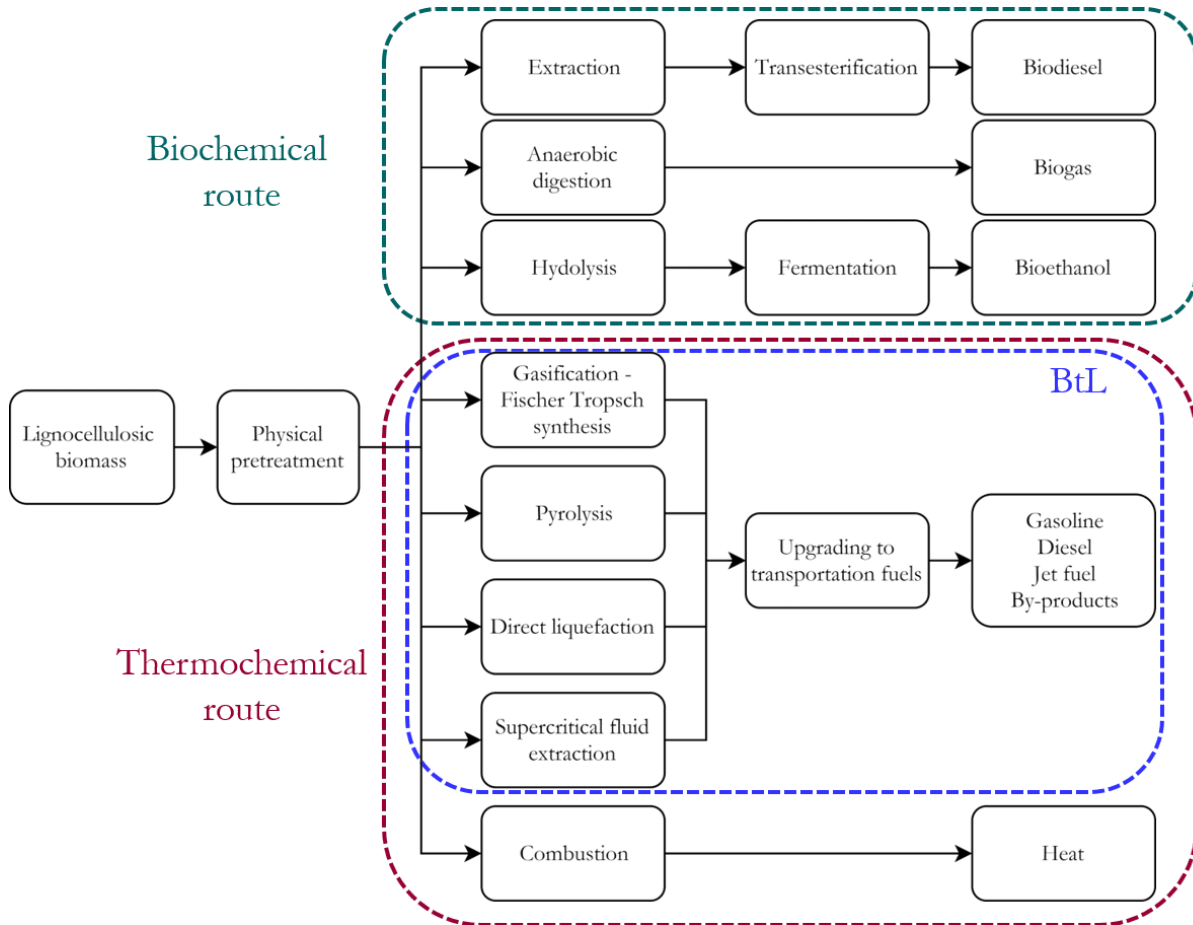 Extraction
Transesterification
Biodiesel
Biochemical
route
Anaerobic
digestion
Biogas
Hydolysis
Fermentation
Bioethanol
BtL
Lignocellulosic
biomass
Physical
pretreatment
Gasification -
Fischer Tropsch
synthesis
Pyrolysis
Upgrading to
transportation fuels
Gasoline
Diesel
Jet fuel
By-products
Direct liquefaction
Thermochemical
route
Supercritical fluid
extraction
Combustion
Heat